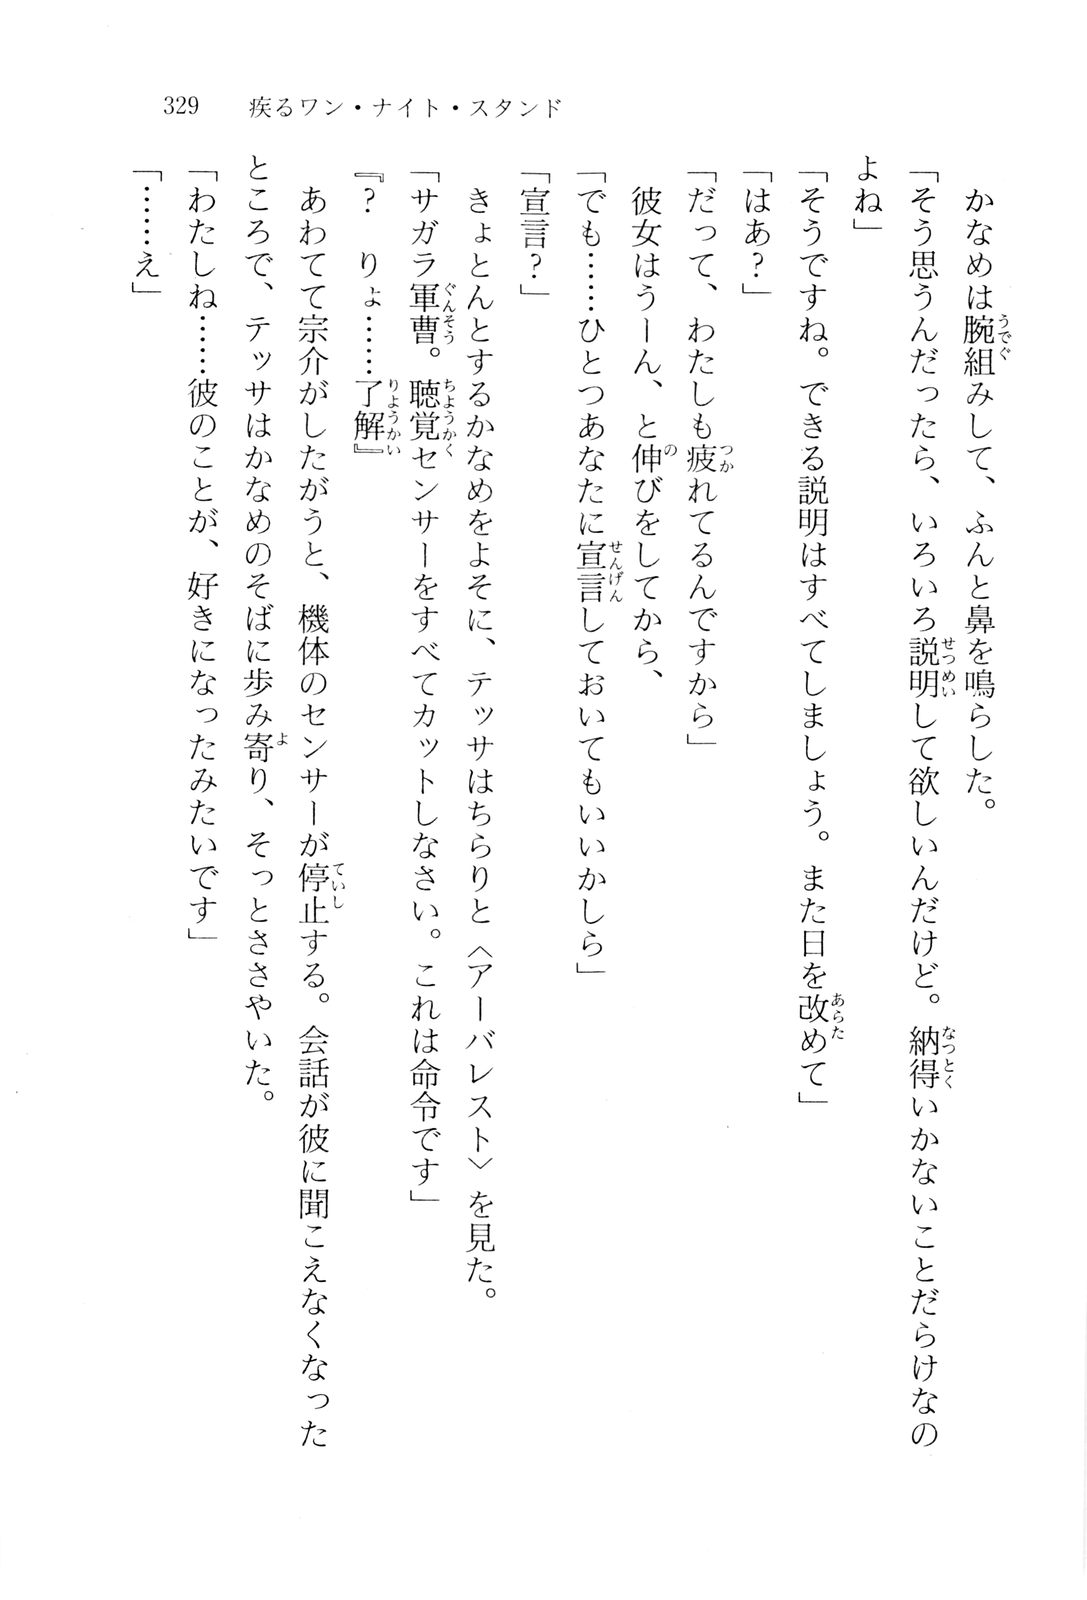 329　疾るワン・ナイト・スタンド
　かなめは腕組みして、ふんと鼻を鳴らした。
「そう思うんだったら、いろいろ説明して欲しいんだけど。納得いかないことだらけなの
よね」
「そうですね。できる説明はすべてしましょう。また日を改めて」
「はあ？」
「だって、わたしも疲れてるんですから」
　彼女はうーん、と伸びをしてから、
「でも……ひとつあなたに宣言しておいてもいいかしら」
「宣言？」
　きょとんとするかなめをよそに、テッサはちらりと〈アーバレスト〉を見た。
「サガラ軍曹。聴覚センサーをすべてカットしなさい。これは命令です」
『？　りょ……了解』
　あわてて宗介がしたがうと、機体のセンサーが停止する。会話が彼に聞こえなくなった
ところで、テッサはかなめのそばに歩み寄り、そっとささやいた。
「わたしね……彼のことが、好きになったみたいです」
「……え」